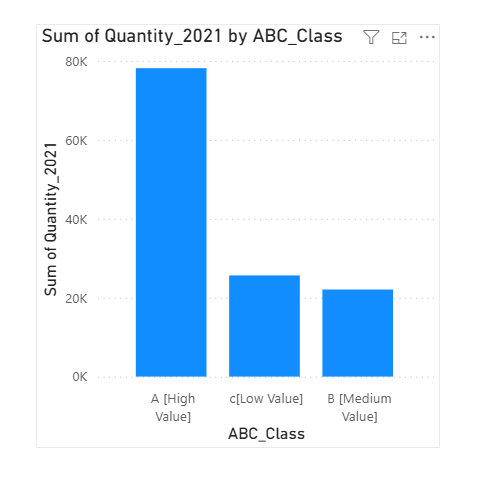 Sum of Quantity_2021 by ABC_Class
80K
60K
40K
20K
0K
Sum of Quantity_2021
A [High
Value]
c[Low Value]
B [Medium
Value]
ABC_Class